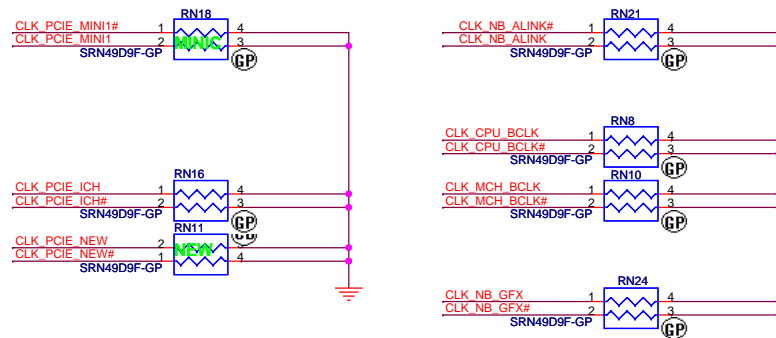 RN18
CLK_PCIE_MINI1# 1 4
CLK_PCIE_MINI1 2 3
MINIC
SRN49D9F-GP
GP
RN16
CLK_PCIE_ICH 1 4
CLK_PCIE_ICH# 2 3
SRN49D9F-GP
GP
RN11
CLK_PCIE_NEW 2
CLK_PCIE_NEW# 1 4
NEW
SRN49D9F-GP
RN21
CLK_NB_ALINK# 1 4
CLK_NB_ALINK 2 3
SRN49D9F-GP
GP
RN8
CLK_CPU_BCLK 1 4
CLK_CPU_BCLK# 2 3
SRN49D9F-GP
GP
RN10
CLK_MCH_BCLK 1 4
CLK_MCH_BCLK# 2 3
SRN49D9F-GP
GP
RN24
CLK_NB_GFX 1 4
CLK_NB_GFX# 2 3
SRN49D9F-GP
GP